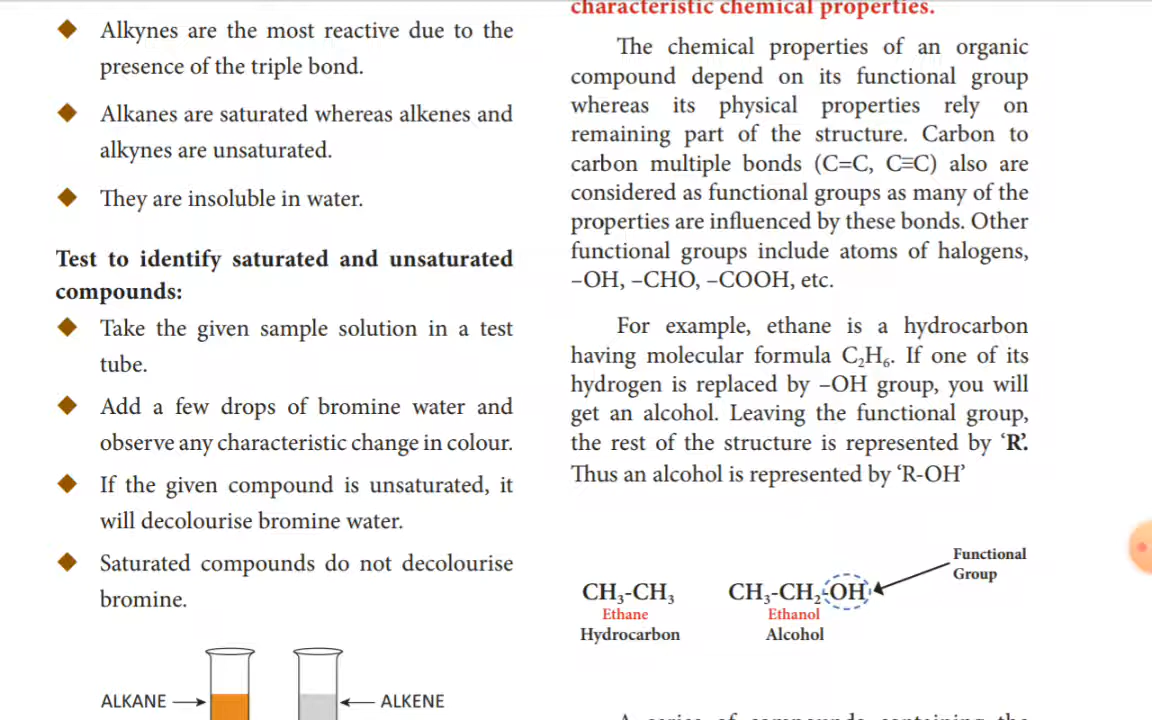 Alkynes are the most reactive due to the
presence of the triple bond.
Alkanes are saturated whereas alkenes and
alkynes are unsaturated.
They are insoluble in water.
Test to identify saturated and unsaturated
compounds:
Take the given sample solution in a test
tube.
Add a few drops of bromine water and
observe any characteristic change in colour.
If the given compound is unsaturated, it
will decolourise bromine water.
Saturated compounds do not decolourise
bromine.
ALKANE
ALKENE
characteristic chemical properties.
The chemical properties of an organic
compound depend on its functional group
whereas its physical properties rely on
remaining part of the structure. Carbon to
carbon multiple bonds (C=C, C≡C) also are
considered as functional groups as many of the
properties are influenced by these bonds. Other
functional groups include atoms of halogens,
–OH, –CHO, –COOH, etc.
For example, ethane is a hydrocarbon
having molecular formula C₂H₆. If one of its
hydrogen is replaced by –OH group, you will
get an alcohol. Leaving the functional group,
the rest of the structure is represented by ‘R’.
Thus an alcohol is represented by ‘R-OH’
Functional
Group
CH₃-CH₃
Ethane
Hydrocarbon
CH₃-CH₂-OH
Ethanol
Alcohol
A series of compounds containing the